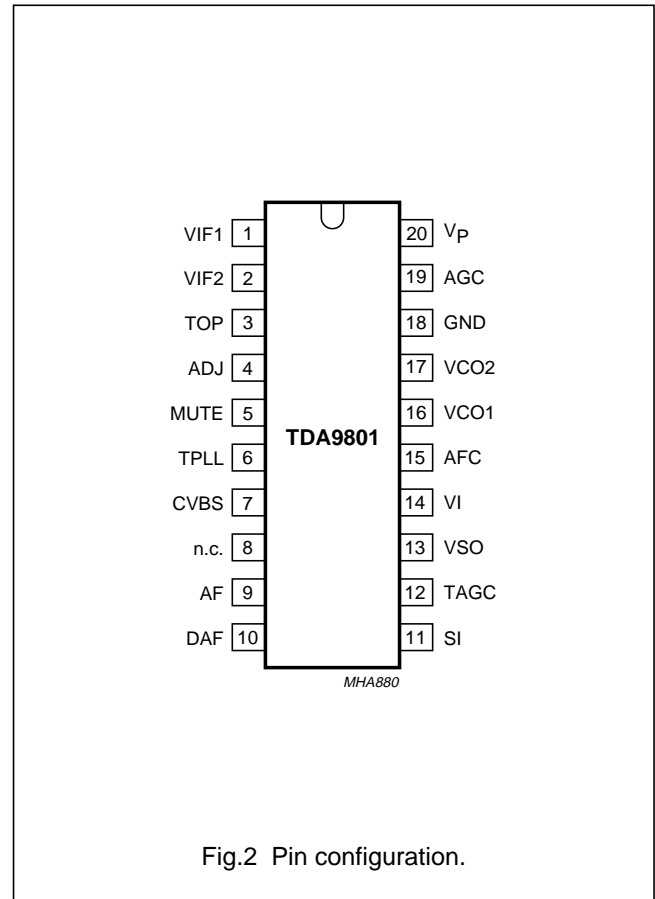 VIF1 1 20 VP
VIF2 2 19 AGC
TOP 3 18 GND
ADJ 4 17 VCO2
MUTE 5 16 VCO1
TDA9801
TPLL 6 15 AFC
CVBS 7 14 VI
n.c. 8 13 VSO
AF 9 12 TAGC
DAF 10 11 SI
MHA880
Fig.2 Pin configuration.